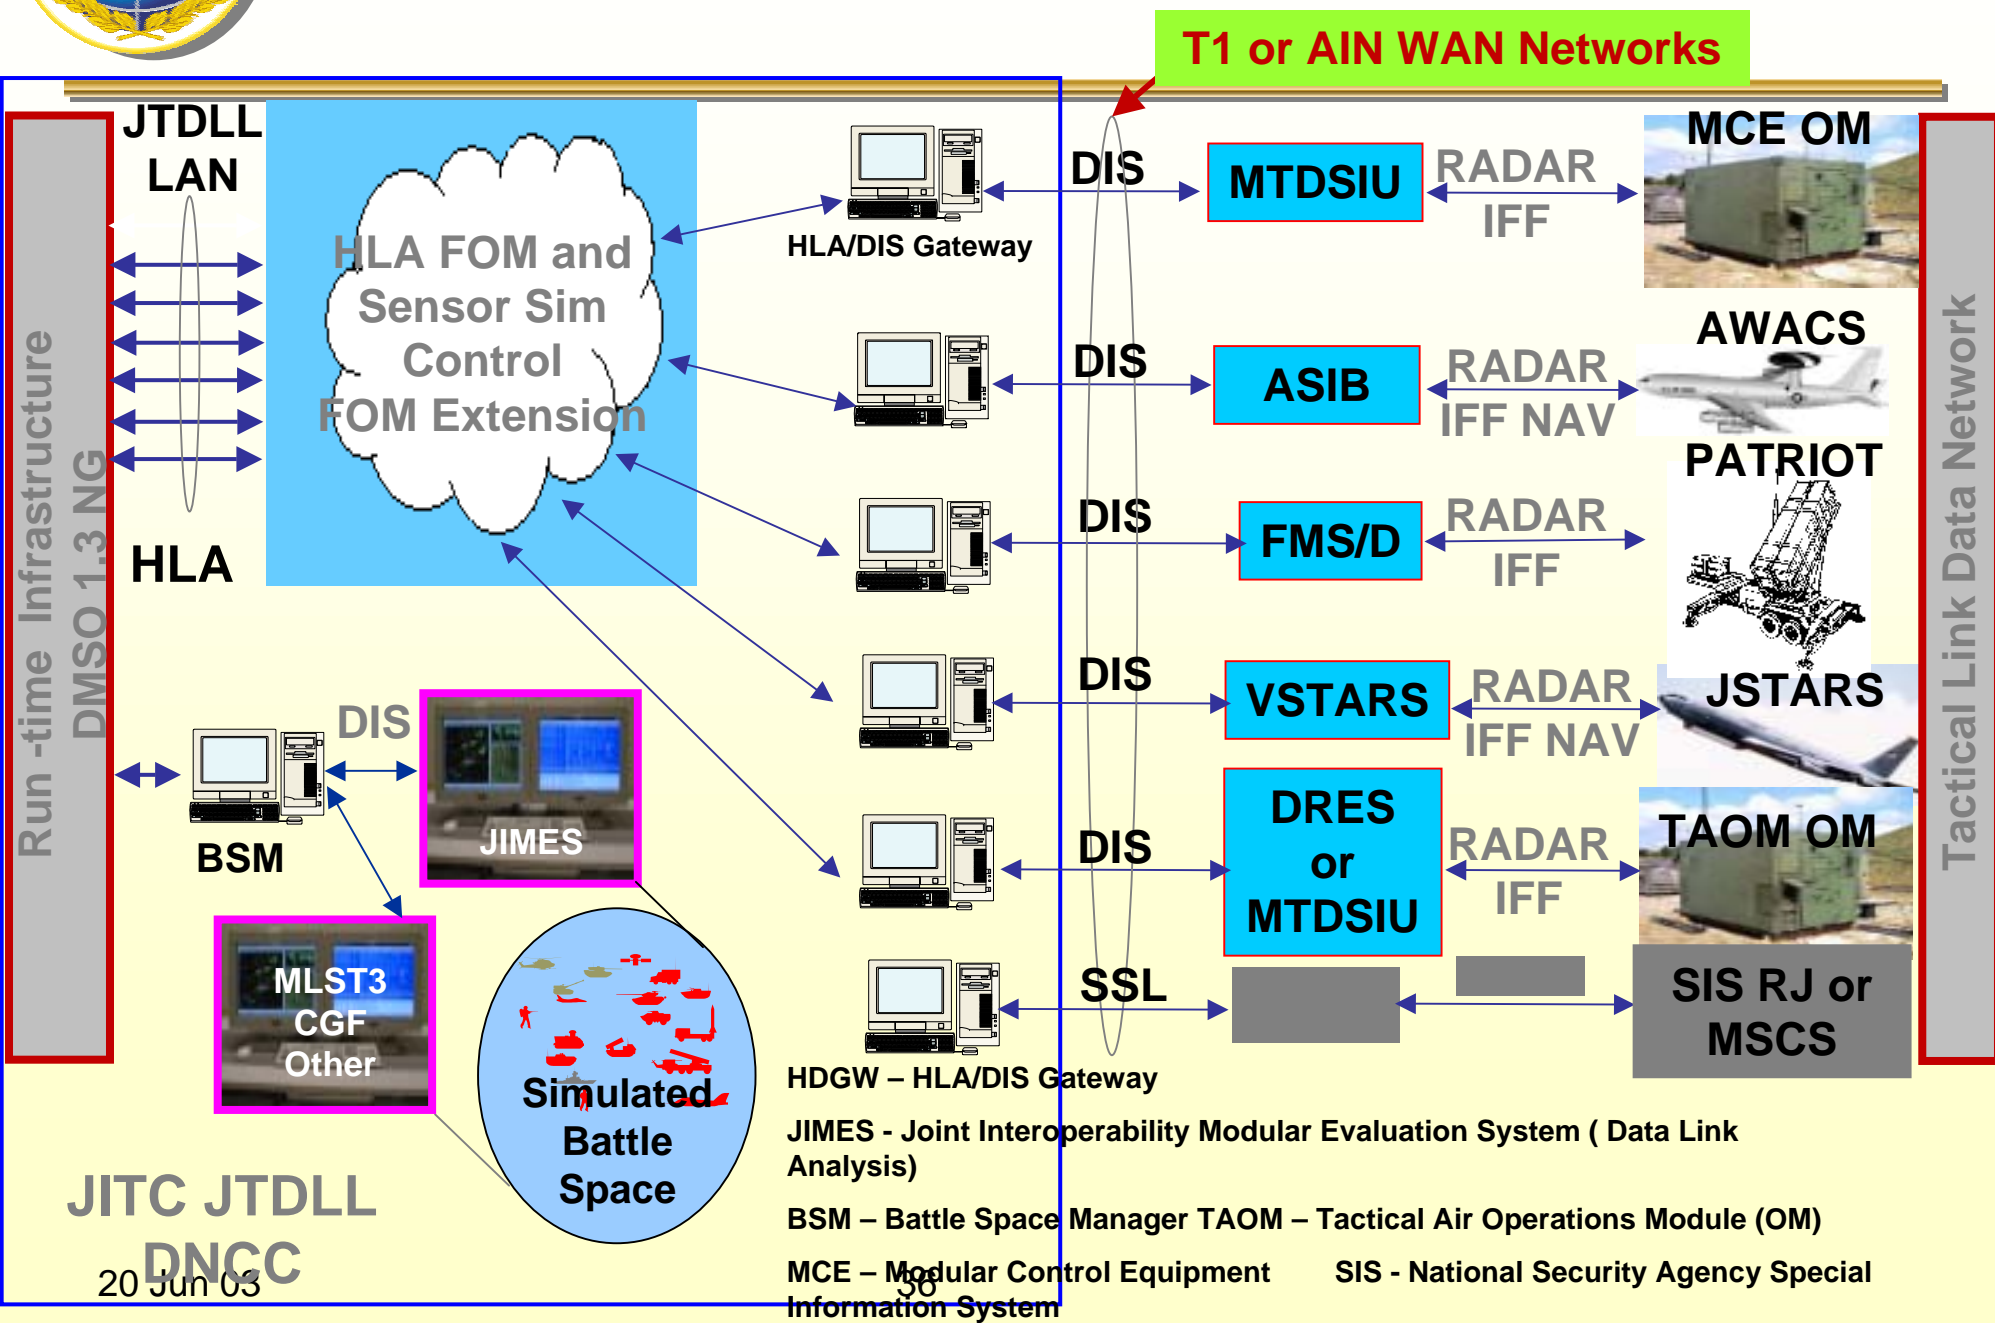 T1 or AIN WAN Networks
JTDLL
LAN
HLA
Run -time Infrastructure
DMSO 1.3 NG
HLA FOM and
Sensor Sim
Control
FOM Extension
HLA/DIS Gateway
DIS
MTDSIU
RADAR
IFF
MCE OM
DIS
ASIB
RADAR
IFF NAV
AWACS
DIS
FMS/D
RADAR
IFF
PATRIOT
DIS
VSTARS
RADAR
IFF NAV
JSTARS
DIS
DRES
or
MTDSIU
RADAR
IFF
TAOM OM
SSL
SIS RJ or
MSCS
Tactical Link Data Network
DIS
JIMES
BSM
MLST3
CGF
Other
Simulated
Battle
Space
JITC JTDLL
DNCC
HDGW – HLA/DIS Gateway
JIMES - Joint Interoperability Modular Evaluation System ( Data Link
Analysis)
BSM – Battle Space Manager TAOM – Tactical Air Operations Module (OM)
MCE – Modular Control Equipment SIS - National Security Agency Special
Information System
20 Jun 03
36